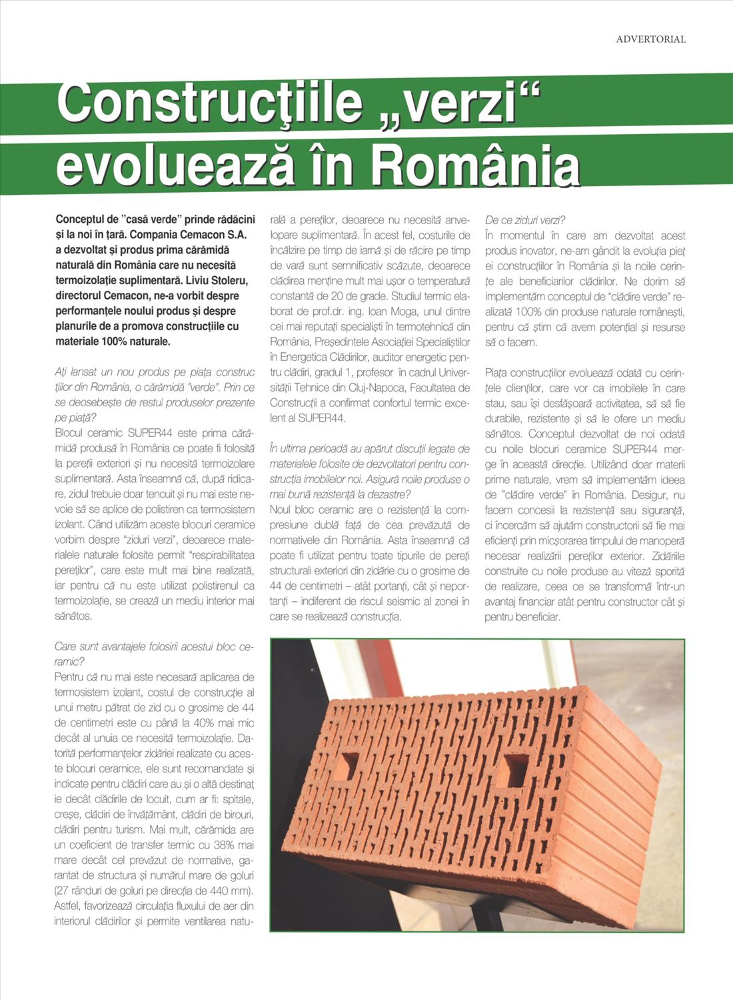 ADVERTORIAL
Construcţiile „verzi“
evoluează în România
Conceptul de ”casă verde” prinde rădăcini
și la noi în țară. Compania Cemacon S.A.
a dezvoltat și produs prima cărămidă
naturală din România care nu necesită
termoizolație suplimentară. Liviu Stoleru,
directorul Cemacon, ne-a vorbit despre
performanțele noului produs și despre
planurile de a promova construcțiile cu
materiale 100% naturale.
Ați lansat un nou produs pe piața construc
țiilor din România, o cărămidă ”verde”. Prin ce
se deosebește de restul produselor prezente
pe piață?
Blocul ceramic SUPER44 este prima cără-
midă produsă în România ce poate fi folosită
la pereții exteriori și nu necesită termoizolare
suplimentară. Asta înseamnă că, după ridica-
re, zidul trebuie doar tencuit și nu mai este ne-
voie să se aplice de polistiren ca termosistem
izolant. Când utilizăm aceste blocuri ceramice
vorbim despre “ziduri verzi”, deoarece mate-
rialele naturale folosite permit “respirabilitatea
pereților”, care este mult mai bine realizată,
iar pentru că nu este utilizat polistirenul ca
termoizolație, se crează un mediu interior mai
sănătos.
Care sunt avantajele folosirii acestui bloc ce-
ramic?
Pentru că nu mai este necesară aplicarea de
termosistem izolant, costul de construcție al
unui metru pătrat de zid cu o grosime de 44
de centimetri este cu până la 40% mai mic
decât al unuia ce necesită termoizolație. Da-
torită performanțelor zidăriei realizate cu aces-
te blocuri ceramice, ele sunt recomandate și
indicate pentru clădiri care au și o altă destinaț
ie decât clădirile de locuit, cum ar fi: spitale,
creșe, clădiri de învățământ, clădiri de birouri,
clădiri pentru turism. Mai mult, cărămida are
un coeficient de transfer termic cu 38% mai
mare decât cel prevăzut de normative, ga-
rantat de structura și numărul mare de goluri
(27 rânduri de goluri pe direcția de 440 mm).
Astfel, favorizează circulația fluxului de aer din
interiorul clădirilor și permite ventilarea natu-
rală a pereților, deoarece nu necesită anve-
lopare suplimentară. În acest fel, costurile de
încălzire pe timp de iarnă și de răcire pe timp
de vară sunt semnificativ scăzute, deoarece
clădirea menține mult mai ușor o temperatură
constantă de 20 de grade. Studiul termic ela-
borat de prof.dr. ing. Ioan Moga, unul dintre
cei mai reputați specialiști în termotehnică din
România, Președintele Asociației Specialiștilor
în Energetica Clădirilor, auditor energetic pen-
tru clădiri, gradul 1, profesor în cadrul Univer-
sității Tehnice din Cluj-Napoca, Facultatea de
Construcții a confirmat confortul termic exce-
lent al SUPER44.
În ultima perioadă au apărut discuții legate de
materialele folosite de dezvoltatori pentru con-
strucția imobilelor noi. Asigură noile produse o
mai bună rezistență la dezastre?
Noul bloc ceramic are o rezistență la com-
presiune dublă față de cea prevăzută de
normativele din România. Asta înseamnă că
poate fi utilizat pentru toate tipurile de pereți
structurali exteriori din zidărie cu o grosime de
44 de centimetri – atât portanți, cât și nepor-
tanți – indiferent de riscul seismic al zonei în
care se realizează construcția.
De ce ziduri verzi?
În momentul în care am dezvoltat acest
produs inovator, ne-am gândit la evoluția pieț
ei construcțiilor în România și la noile cerin-
țe ale beneficiarilor clădirilor. Ne dorim să
implementăm conceptul de “clădire verde” re-
alizată 100% din produse naturale românești,
pentru că știm că avem potențial și resurse
să o facem.
Piața construcțiilor evoluează odată cu cerin-
țele clienților, care vor ca imobilele în care
stau, sau își desfășoară activitatea, să să fie
durabile, rezistente și să le ofere un mediu
sănătos. Conceptul dezvoltat de noi odată
cu noile blocuri ceramice SUPER44 mer-
ge în această direcție. Utilizând doar materii
prime naturale, vrem să implementăm ideea
de ”clădire verde” în România. Desigur, nu
facem concesii la rezistență sau siguranță,
ci încercăm să ajutăm constructorii să fie mai
eficienți prin micșorarea timpului de manoperă
necesar realizării pereților exterior. Zidăriile
construite cu noile produse au viteză sporită
de realizare, ceea ce se transformă într-un
avantaj financiar atât pentru constructor cât și
pentru beneficiar.